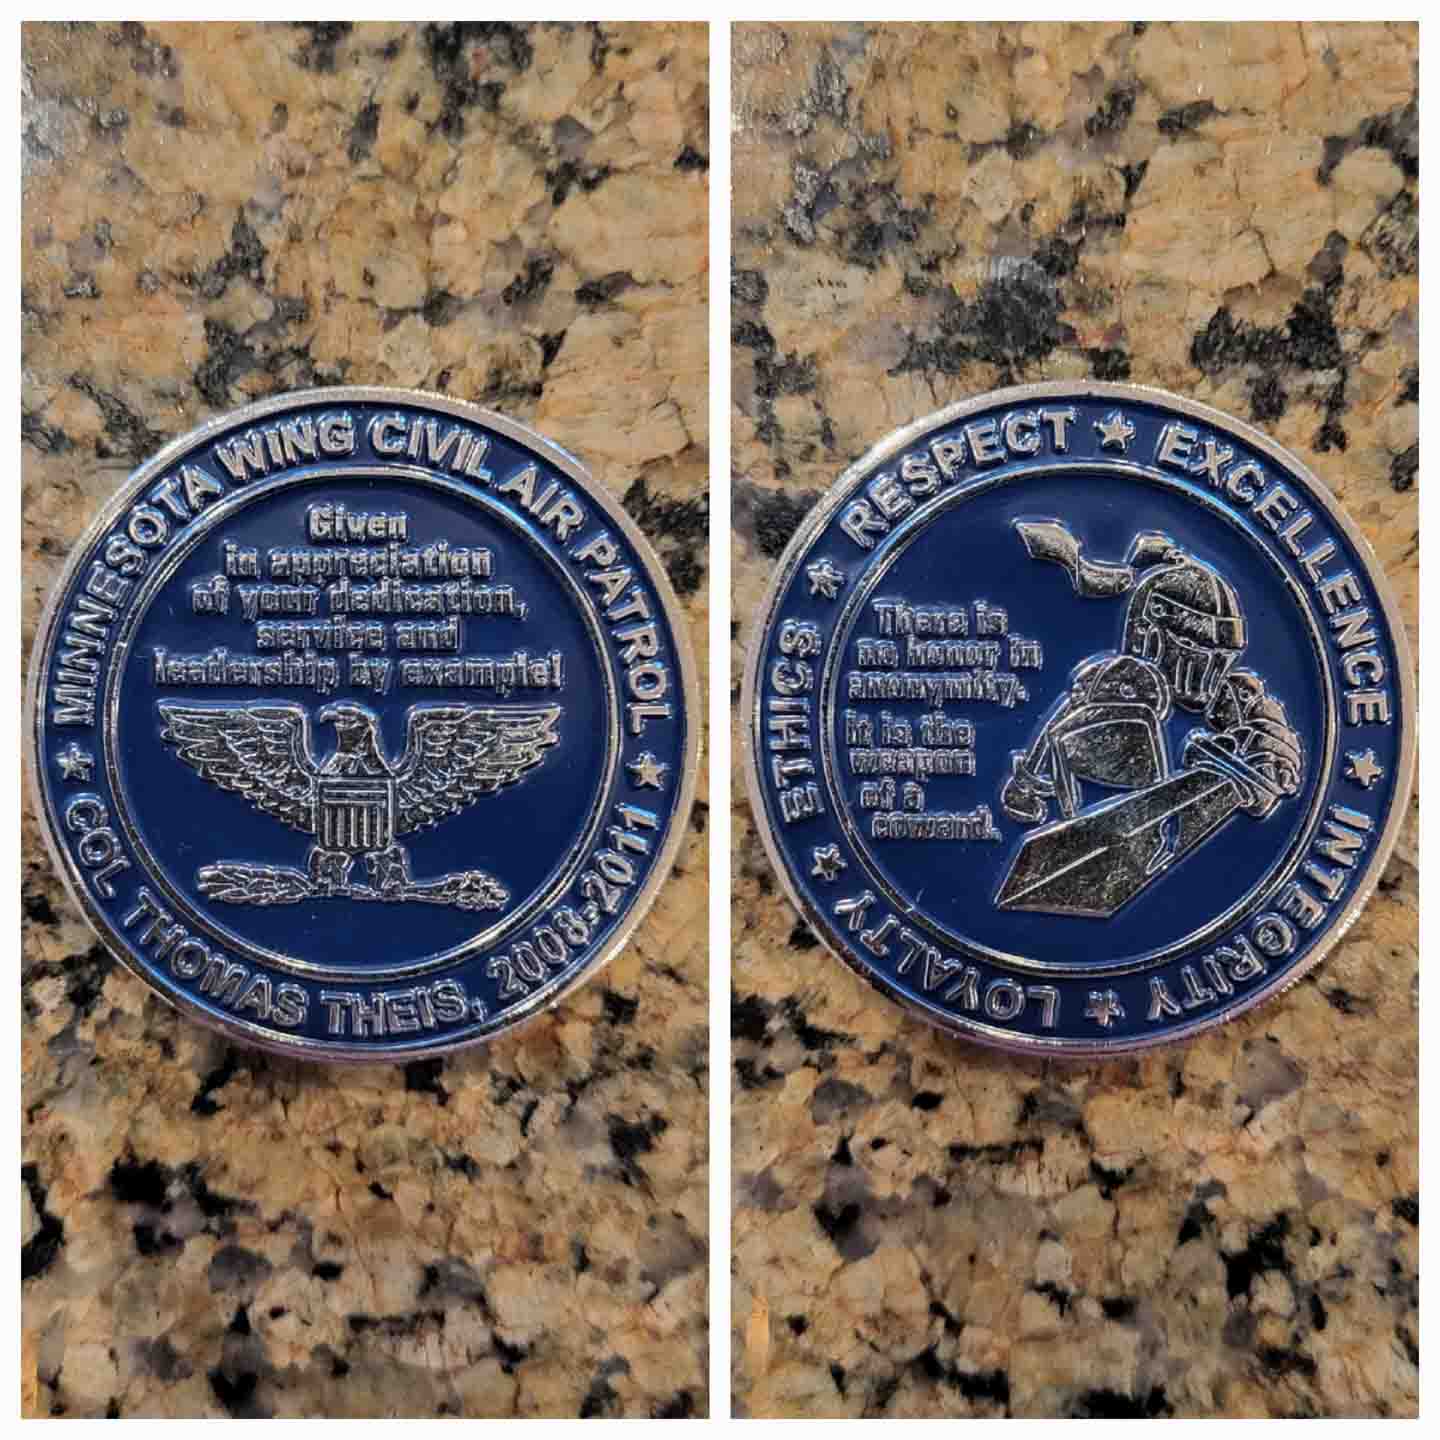 MINNESOTA WING CIVIL AIR PATROL
Given
in appreciation
of your dedication,
service and
leadership by example!
COL THOMAS THEIS, 2008-2011
RESPECT ★ EXCELLENCE ★ INTEGRITY ★ LOYALTY ★ ETHICS ★
There is
no honor in
anonymity,
it is the
weapon
of a
coward.